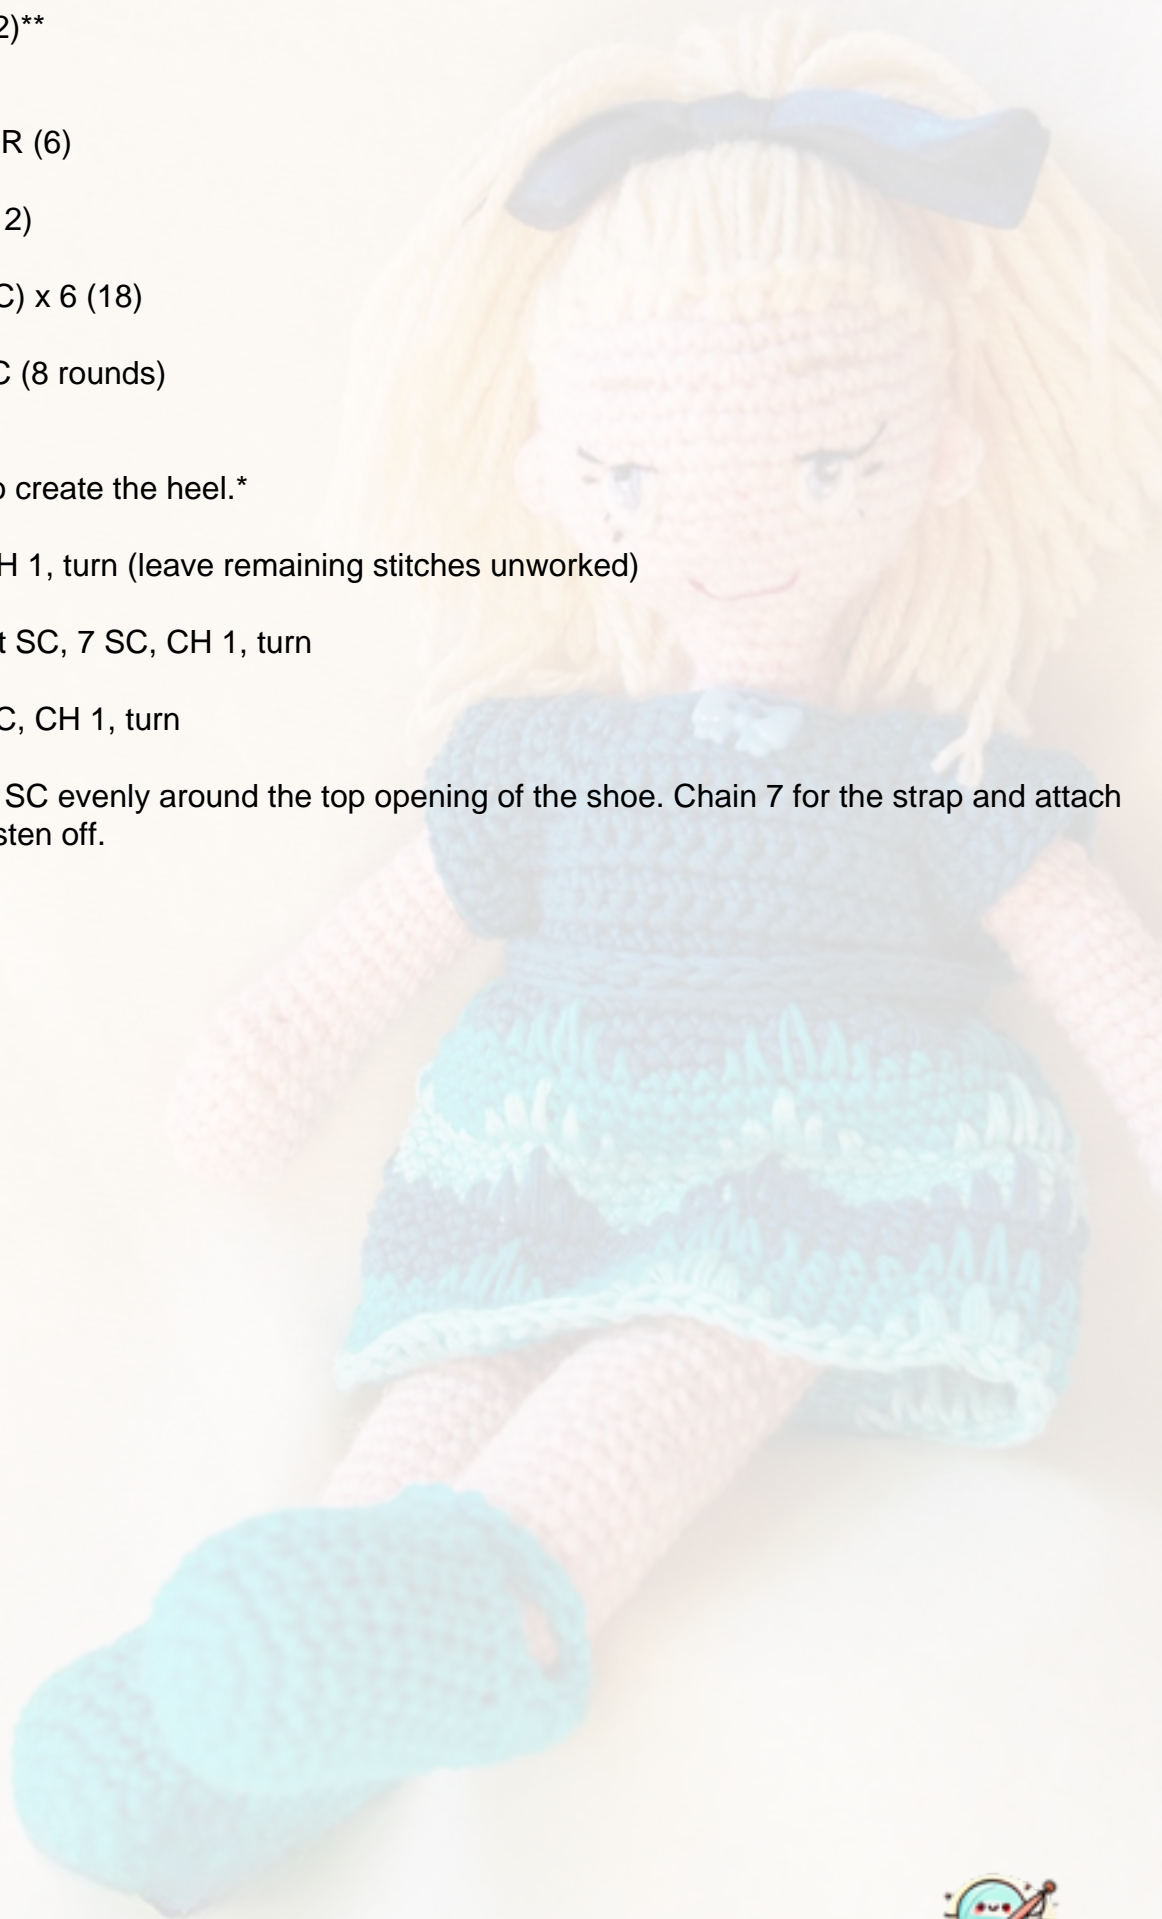 2)**
R (6)
2)
C) x 6 (18)
C (8 rounds)
o create the heel.*
H 1, turn (leave remaining stitches unworked)
t SC, 7 SC, CH 1, turn
C, CH 1, turn
SC evenly around the top opening of the shoe. Chain 7 for the strap and attach
sten off.